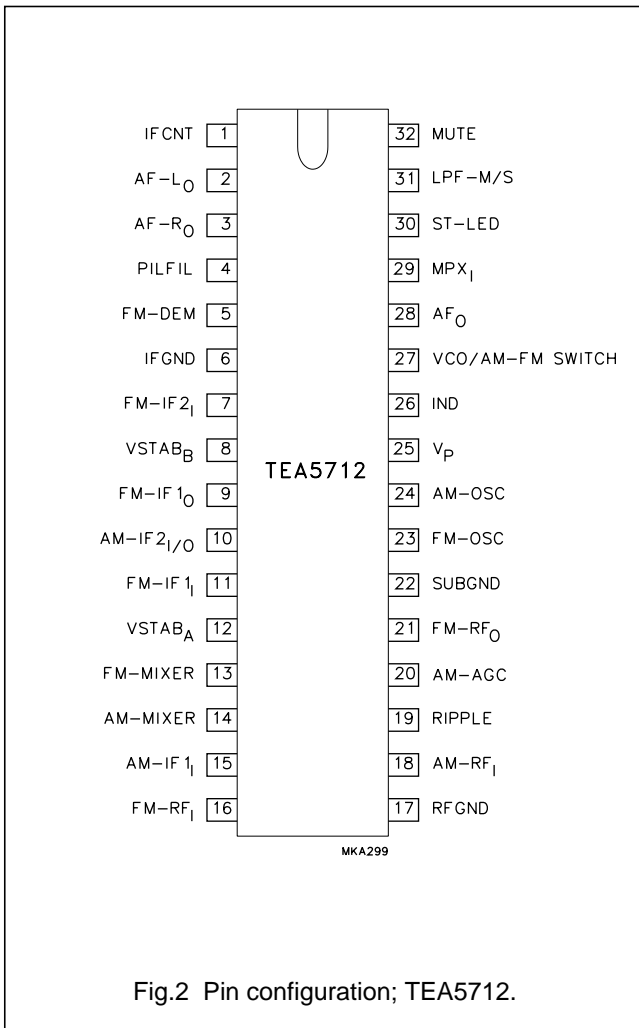 IFCNT 1 32 MUTE
AF-L_O 2 31 LPF-M/S
AF-R_O 3 30 ST-LED
PILFIL 4 29 MPX_I
FM-DEM 5 28 AF_O
IFGND 6 27 VCO/AM-FM SWITCH
FM-IF2_I 7 26 IND
VSTAB_B 8 25 V_P
TEA5712
FM-IF1_O 9 24 AM-OSC
AM-IF2_I/O 10 23 FM-OSC
FM-IF1_I 11 22 SUBGND
VSTAB_A 12 21 FM-RF_O
FM-MIXER 13 20 AM-AGC
AM-MIXER 14 19 RIPPLE
AM-IF1_I 15 18 AM-RF_I
FM-RF_I 16 17 RFGND
MKA299
Fig.2 Pin configuration; TEA5712.